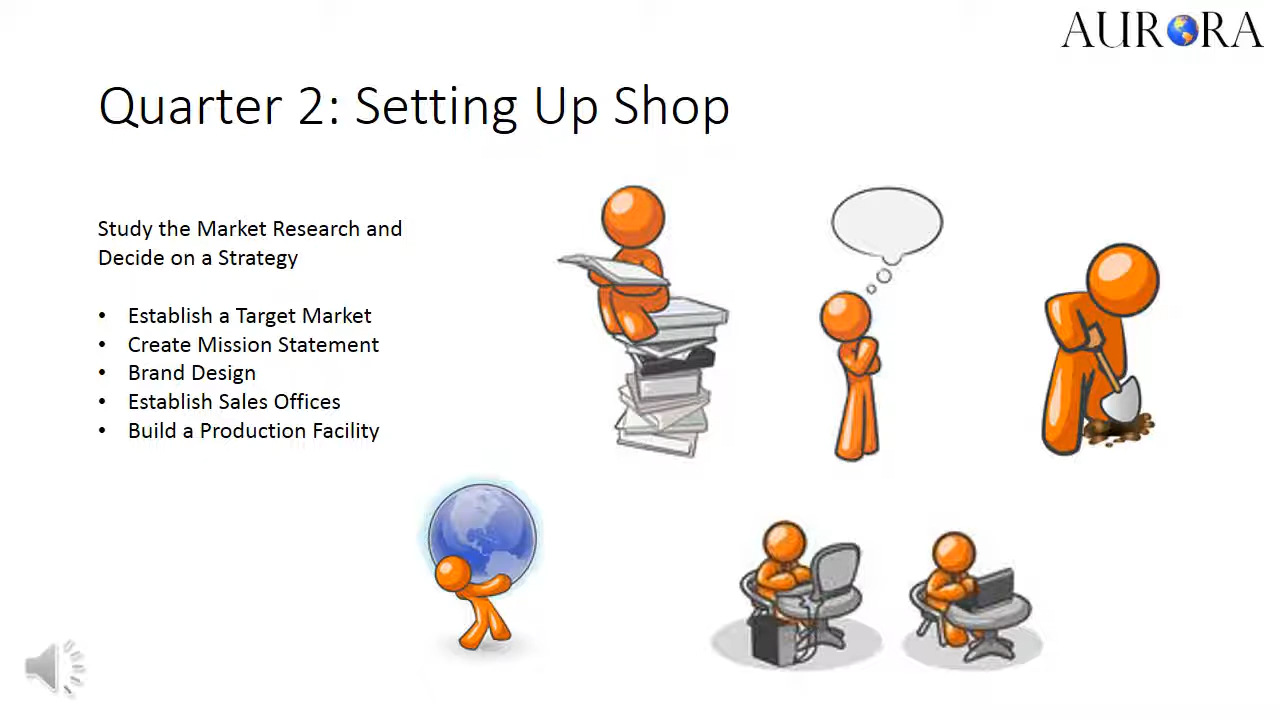 AURORA
Quarter 2: Setting Up Shop
Study the Market Research and
Decide on a Strategy
• Establish a Target Market
• Create Mission Statement
• Brand Design
• Establish Sales Offices
• Build a Production Facility